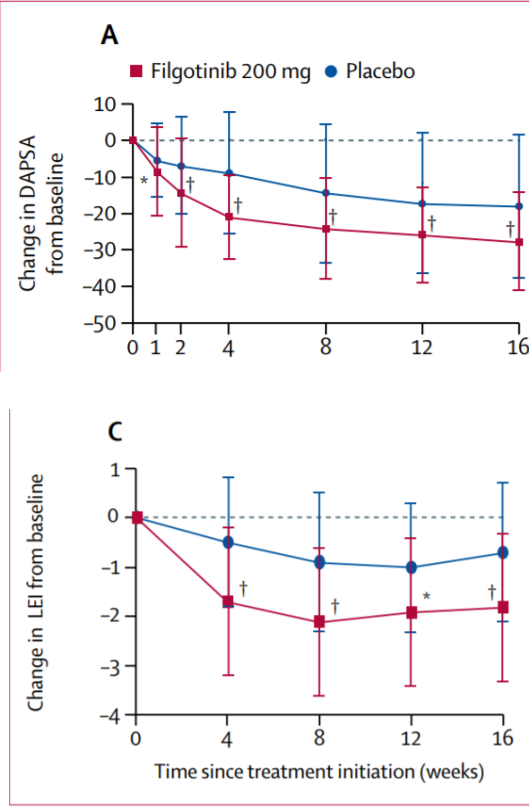 A
Filgotinib 200 mg Placebo
Change in DAPSA
from baseline
10
0
−10
−20
−30
−40
−50
* † † † † †
0 1 2 4 8 12 16
C
Change in LEI from baseline
1
0
−1
−2
−3
−4
† † * †
0 4 8 12 16
Time since treatment initiation (weeks)